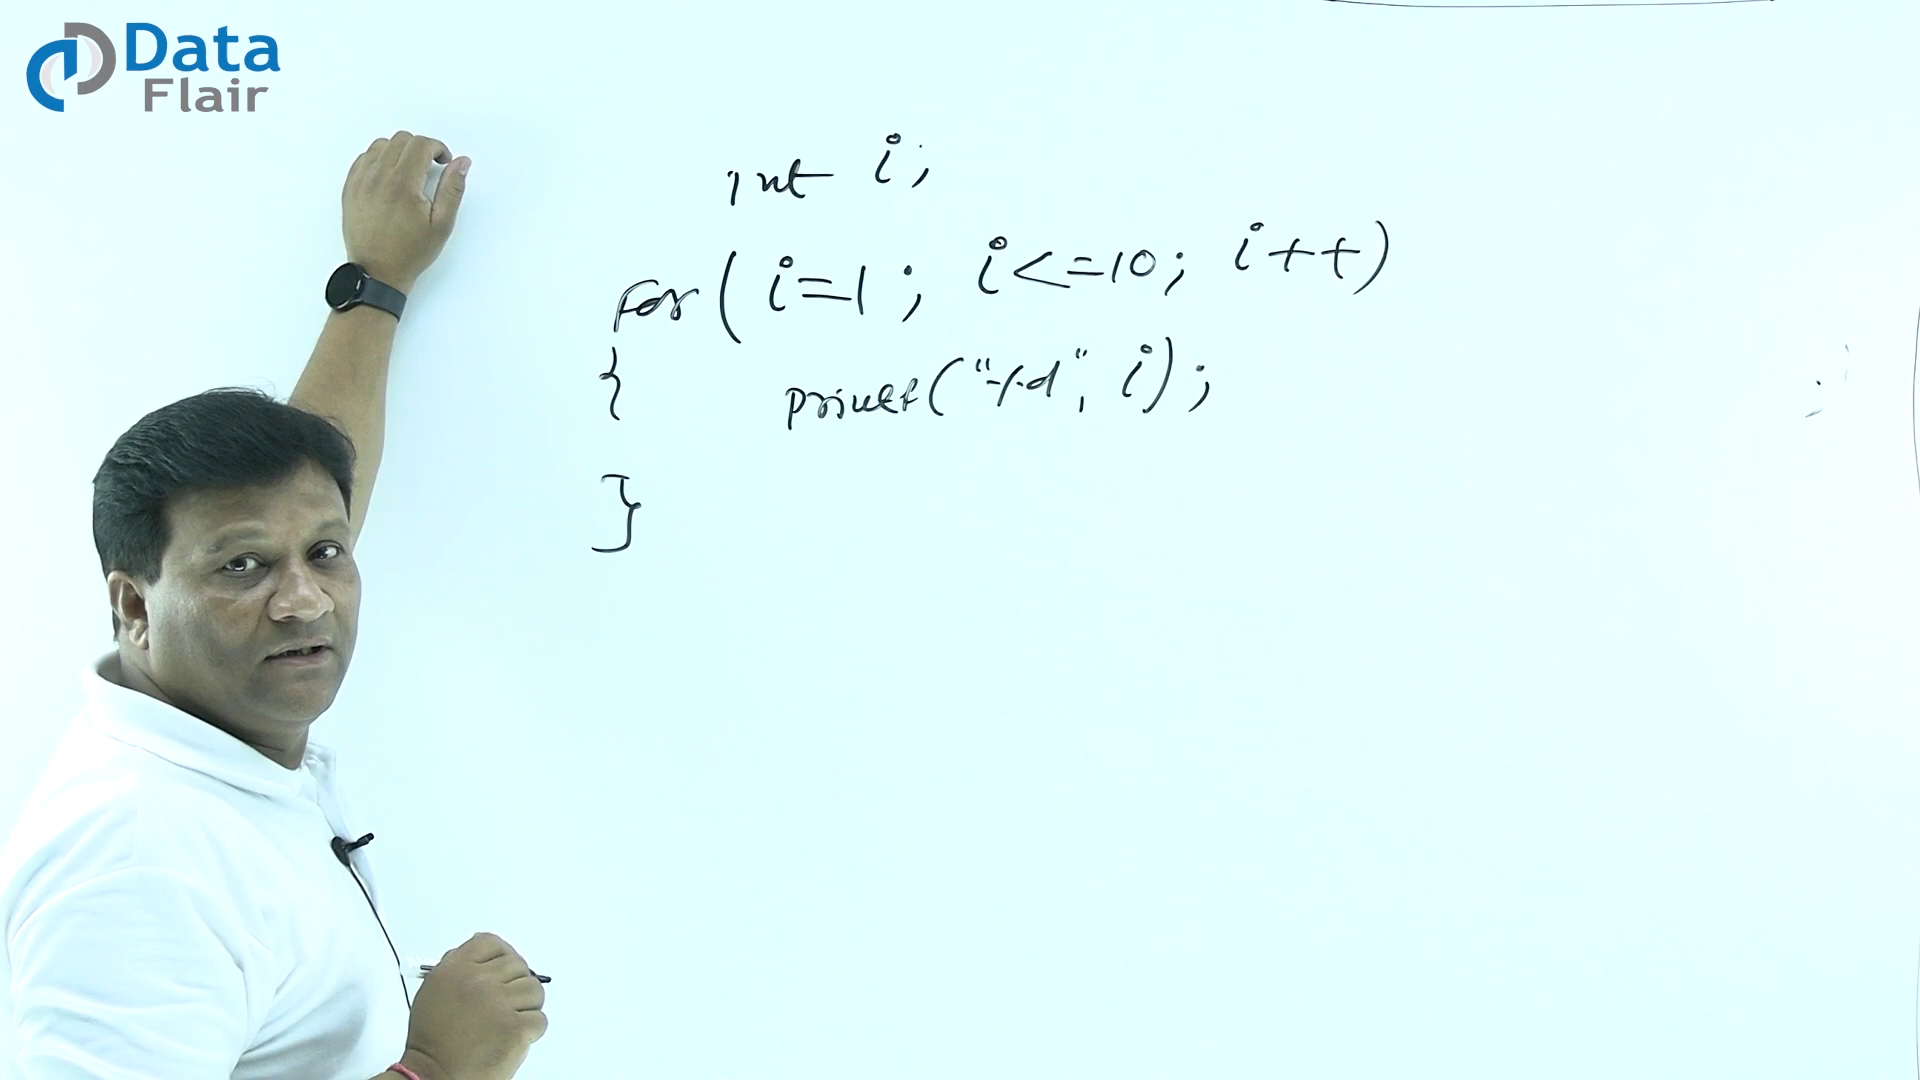 Data
Flair
int i;
for( i=1; i<=10; i++)
{ printf("%d", i);
}